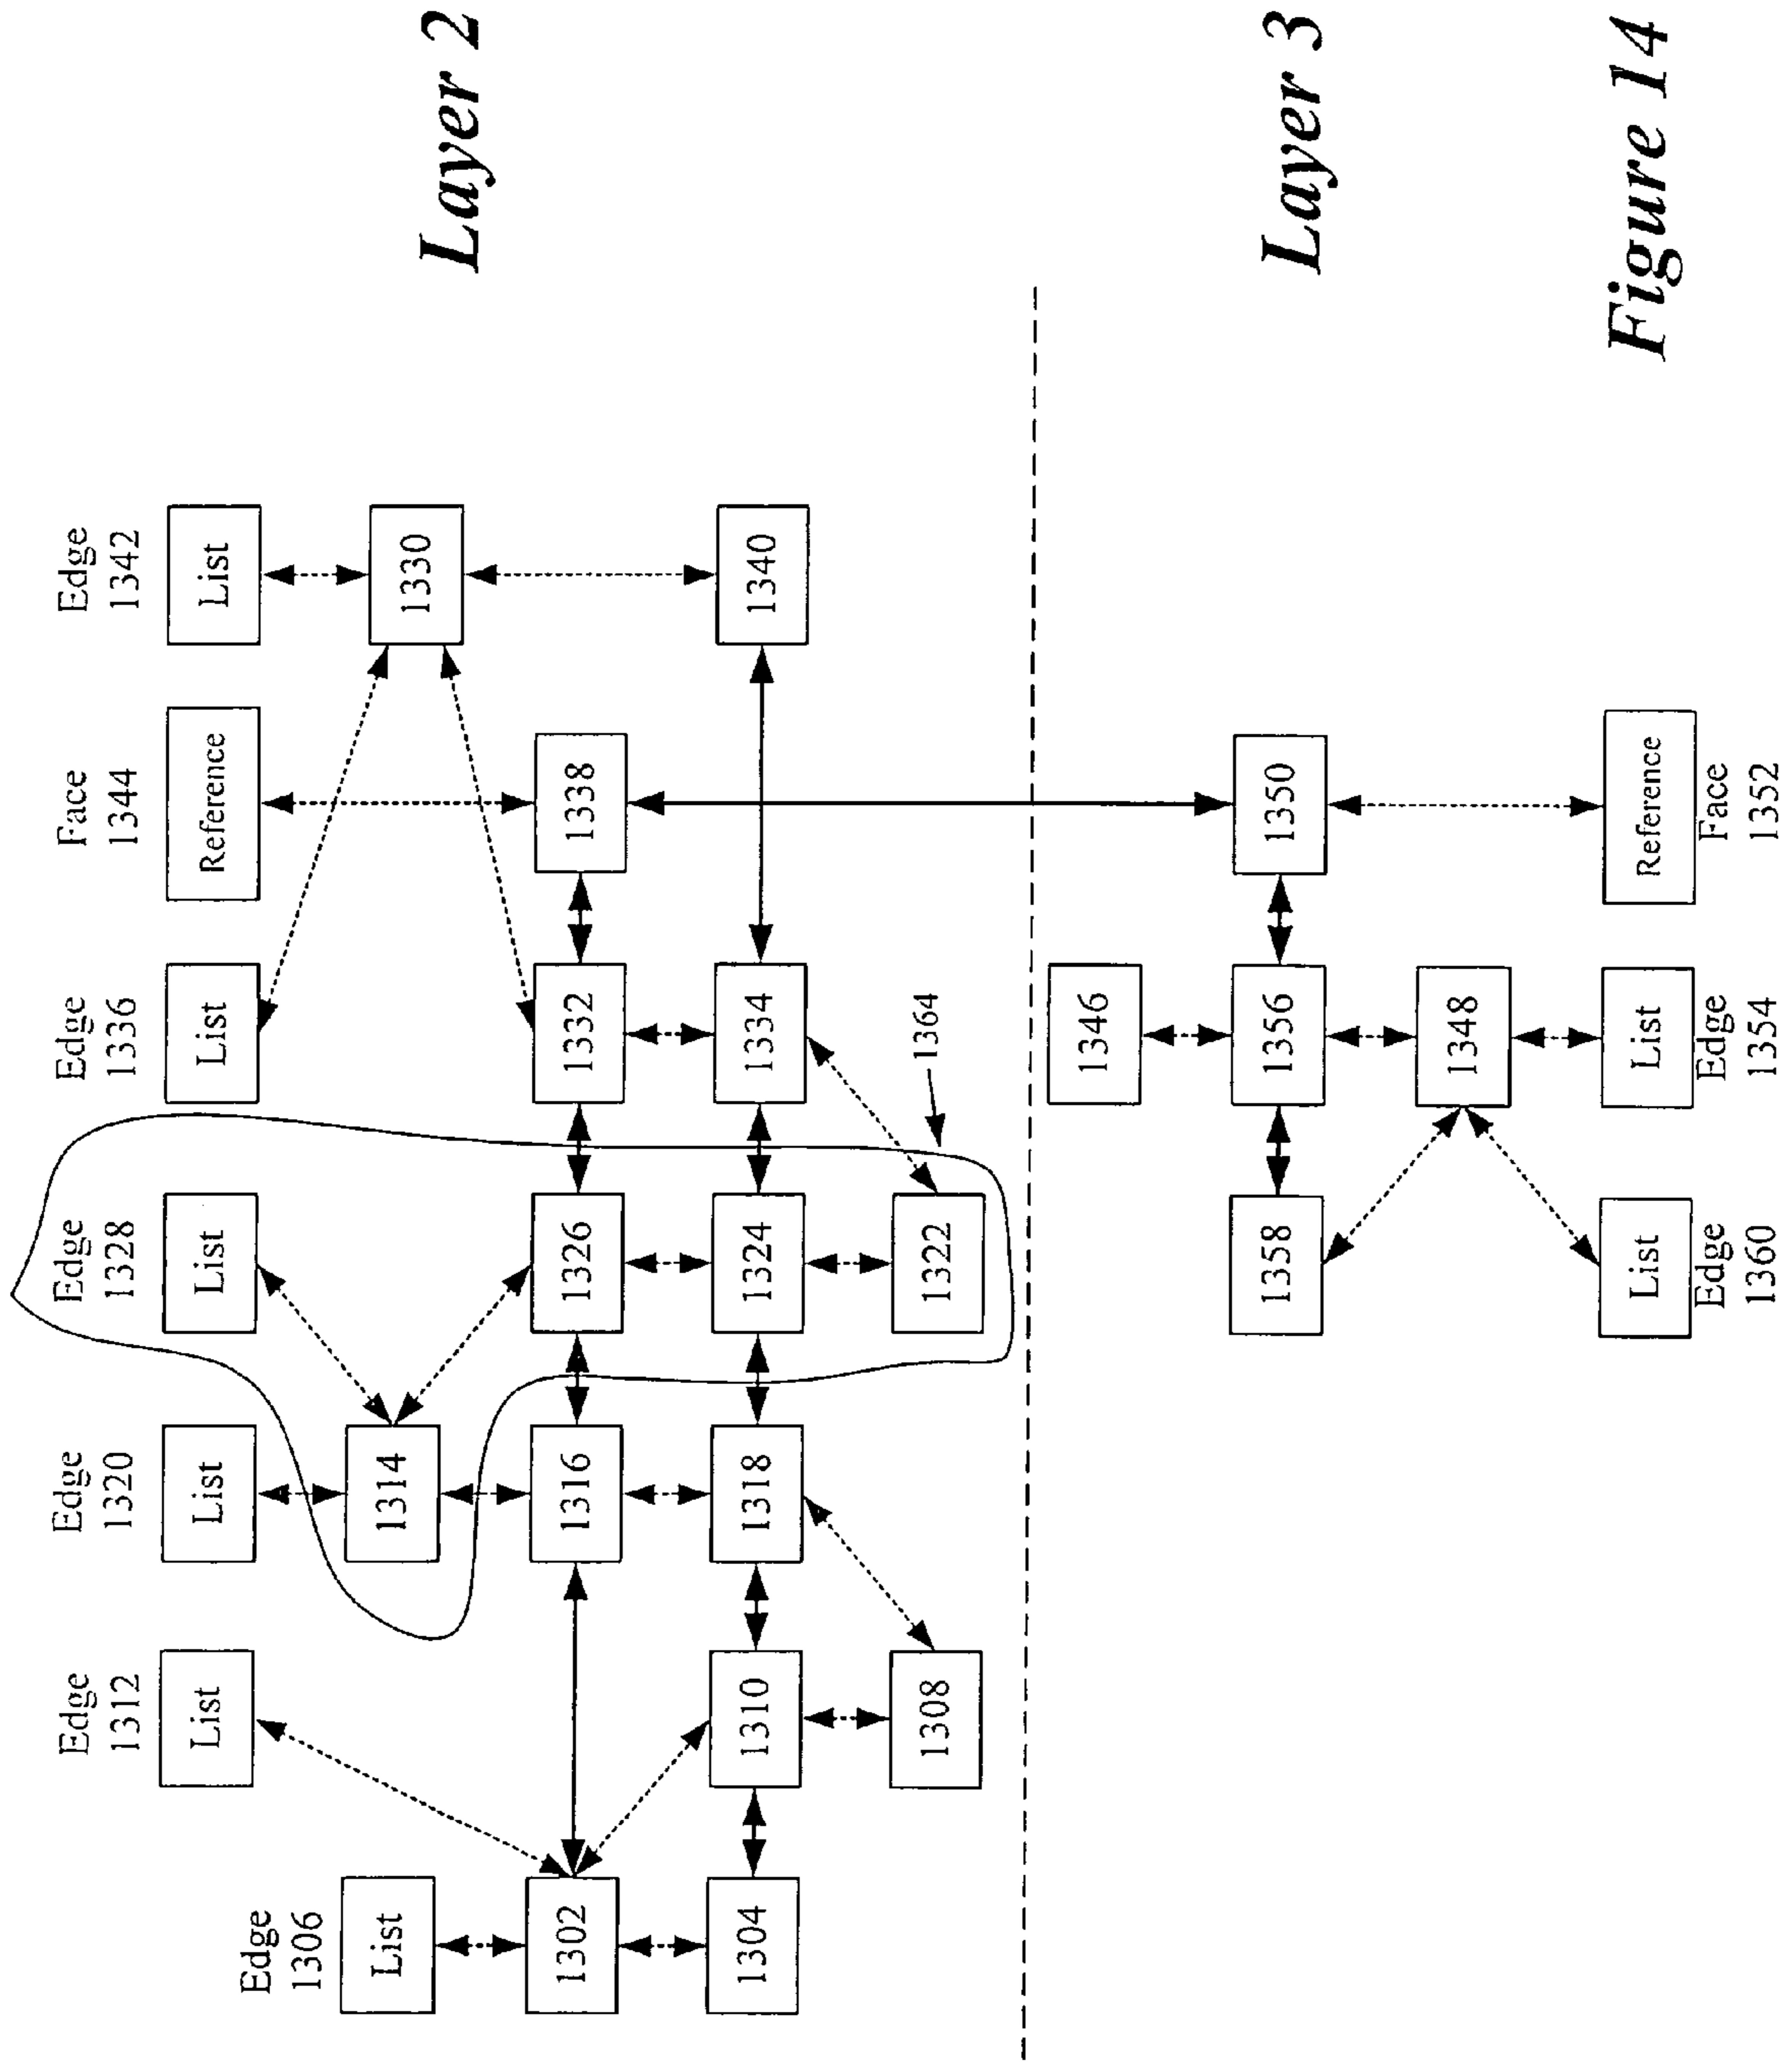 Edge
1306
List
1302
1304
Edge
1312
List
1310
1308
Edge
1320
List
1314
1316
1318
Edge
1328
List
1326
1324
1322
1364
Edge
1336
List
1332
1334
Face
1344
Reference
1338
Edge
1342
List
1330
1340
Layer 2
1358
List
Edge
1360
1346
1356
1348
List
Edge
1354
1350
Reference
Face
1352
Layer 3
Figure 14